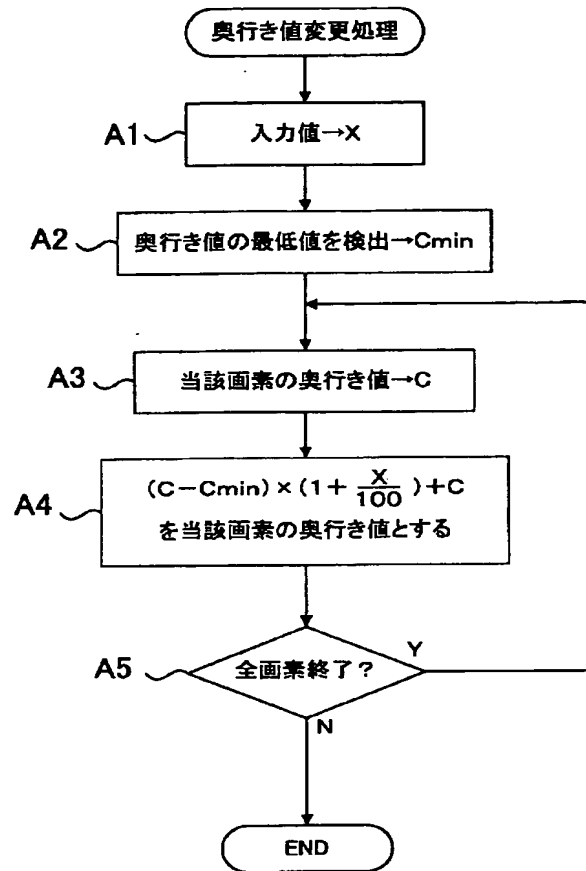 奥行き値変更処理
A1
入力値→X
A2
奥行き値の最低値を検出→Cmin
A3
当該画素の奥行き値→C
A4
(C-Cmin)×(1+X/100)+C
を当該画素の奥行き値とする
A5
全画素終了?
Y
N
END